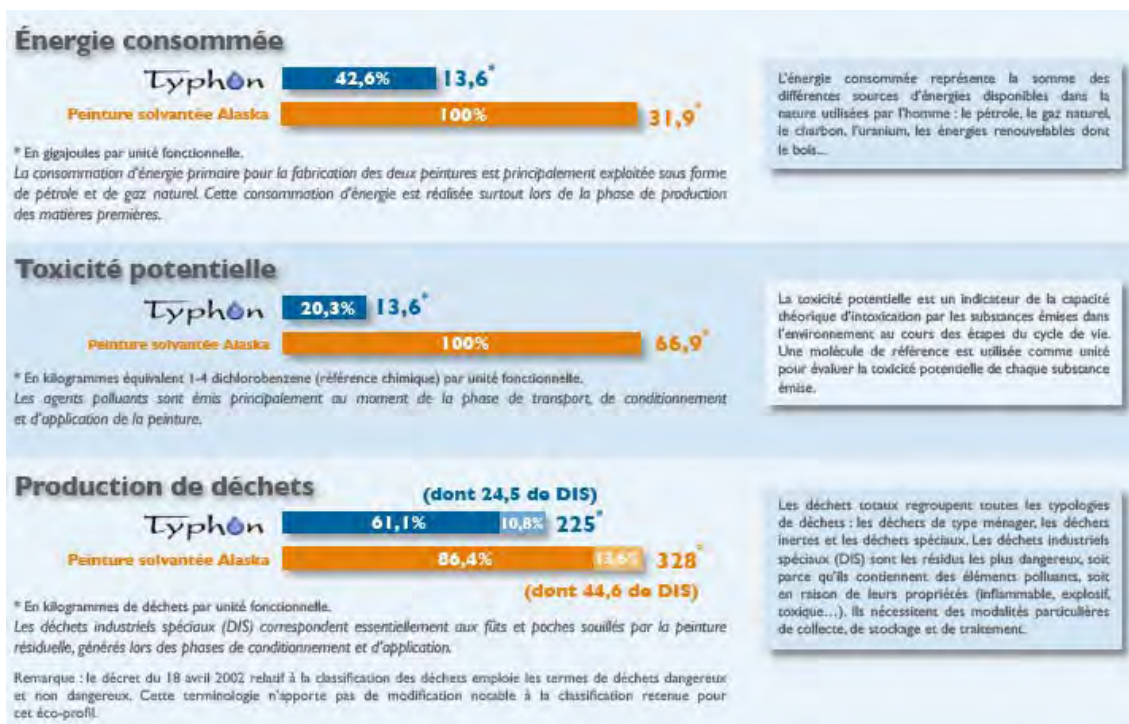 Énergie consommée
Typhon 42,6% 13,6*
Peinture solvantée Alaska 100% 31,9*
* En gigajoules par unité fonctionnelle.
La consommation d'énergie primaire pour la fabrication des deux peintures est principalement exploitée sous forme
de pétrole et de gaz naturel. Cette consommation d'énergie est réalisée surtout lors de la phase de production
des matières premières.
L'énergie consommée représente la somme des
différentes sources d'énergies disponibles dans la
nature utilisées par l'homme : le pétrole, le gaz naturel,
le charbon, l'uranium, les énergies renouvelables dont
le bois...
Toxicité potentielle
Typhon 20,3% 13,6*
Peinture solvantée Alaska 100% 66,9*
* En kilogrammes équivalent 1-4 dichlorobenzene (référence chimique) par unité fonctionnelle.
Les agents polluants sont émis principalement au moment de la phase de transport, de conditionnement
et d'application de la peinture.
La toxicité potentielle est un indicateur de la capacité
théorique d'intoxication par les substances émises dans
l'environnement au cours des étapes du cycle de vie.
Une molécule de référence est utilisée comme unité
pour évaluer la toxicité potentielle de chaque substance
émise.
Production de déchets
(dont 24,5 de DIS)
Typhon 61,1% 10,8% 225*
Peinture solvantée Alaska 86,4% 13,6% 328*
(dont 44,6 de DIS)
* En kilogrammes de déchets par unité fonctionnelle.
Les déchets industriels spéciaux (DIS) correspondent essentiellement aux fûts et poches souillés par la peinture
résiduelle, générés lors des phases de conditionnement et d'application.
Remarque : le décret du 18 avril 2002 relatif à la classification des déchets emploie les termes de déchets dangereux
et non dangereux. Cette terminologie n'apporte pas de modification notable à la classification retenue pour
cet éco-profil.
Les déchets totaux regroupent toutes les typologies
de déchets : les déchets de type ménager, les déchets
inertes et les déchets spéciaux. Les déchets industriels
spéciaux (DIS) sont les résidus les plus dangereux, soit
parce qu'ils contiennent des éléments polluants, soit
en raison de leurs propriétés (inflammable, explosif,
toxique...). Ils nécessitent des modalités particulières
de collecte, de stockage et de traitement.